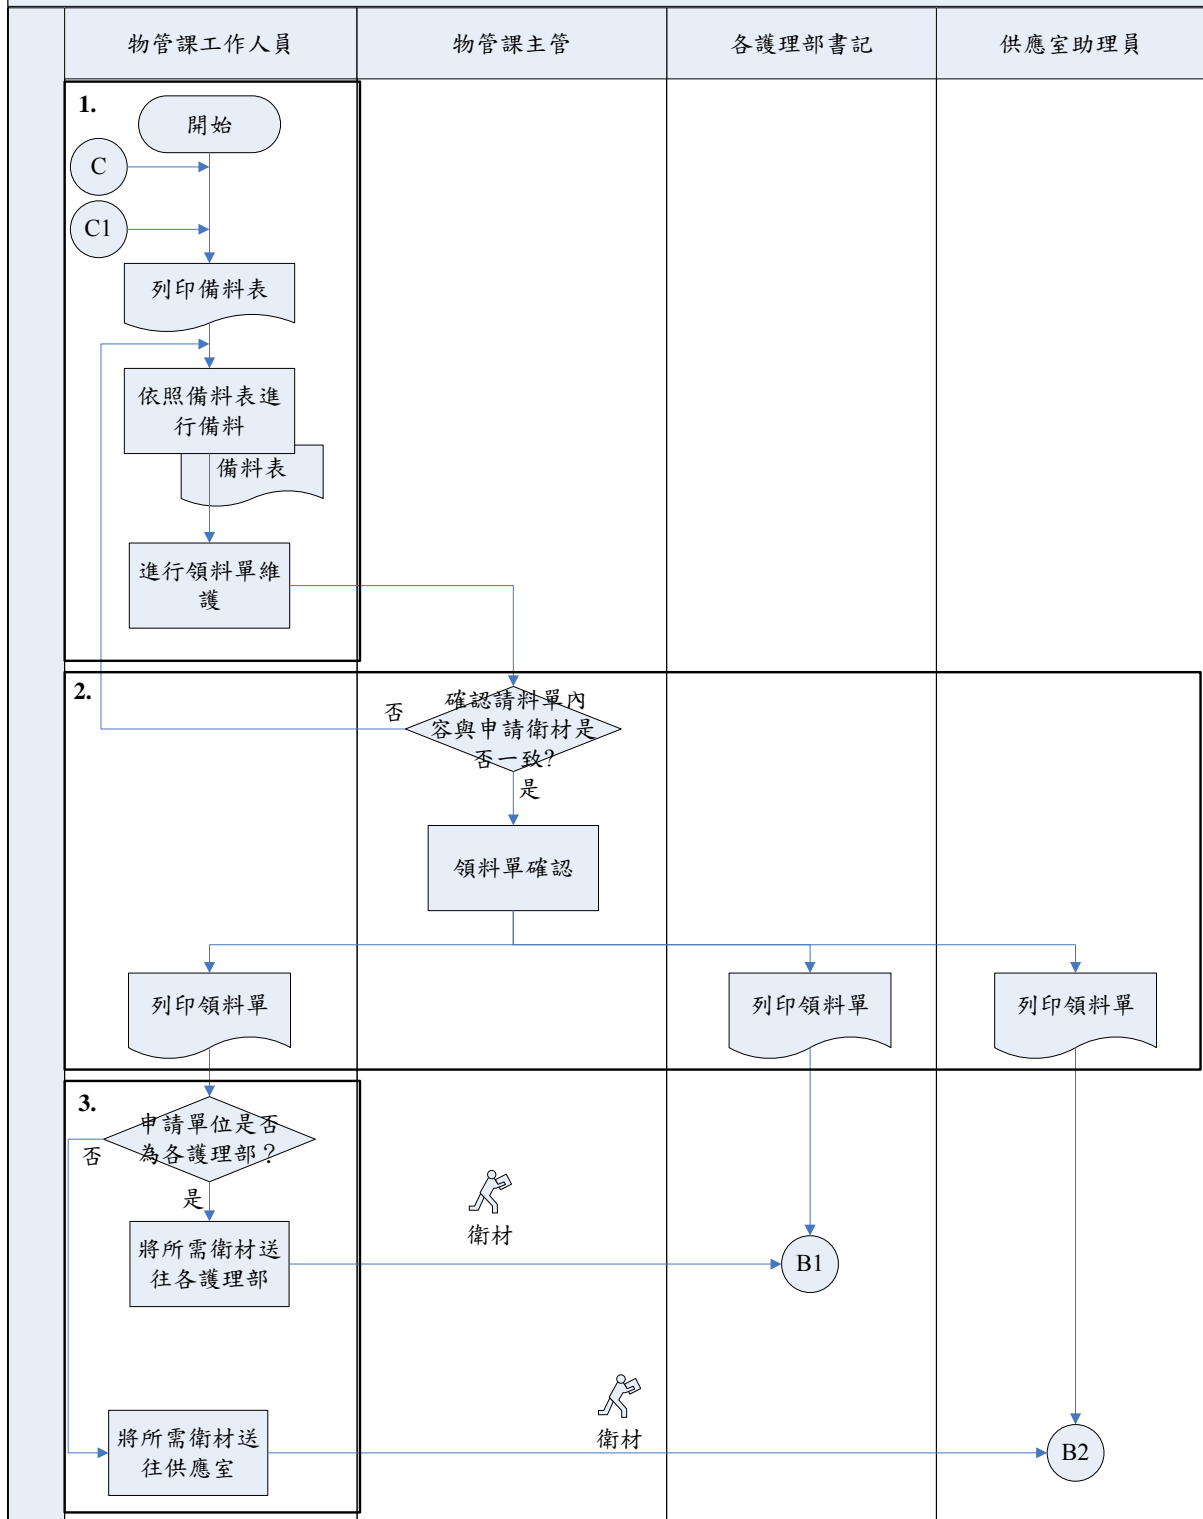 物管課工作人員
物管課主管
各護理部書記
供應室助理員
1.
開始
C
C1
列印備料表
依照備料表進
行備料
備料表
進行領料單維
護
2.
確認請料單內
容與申請衛材是
否一致?
否
是
領料單確認
列印領料單
列印領料單
列印領料單
3.
申請單位是否
為各護理部？
否
是
將所需衛材送
往各護理部
衛材
B1
將所需衛材送
往供應室
衛材
B2